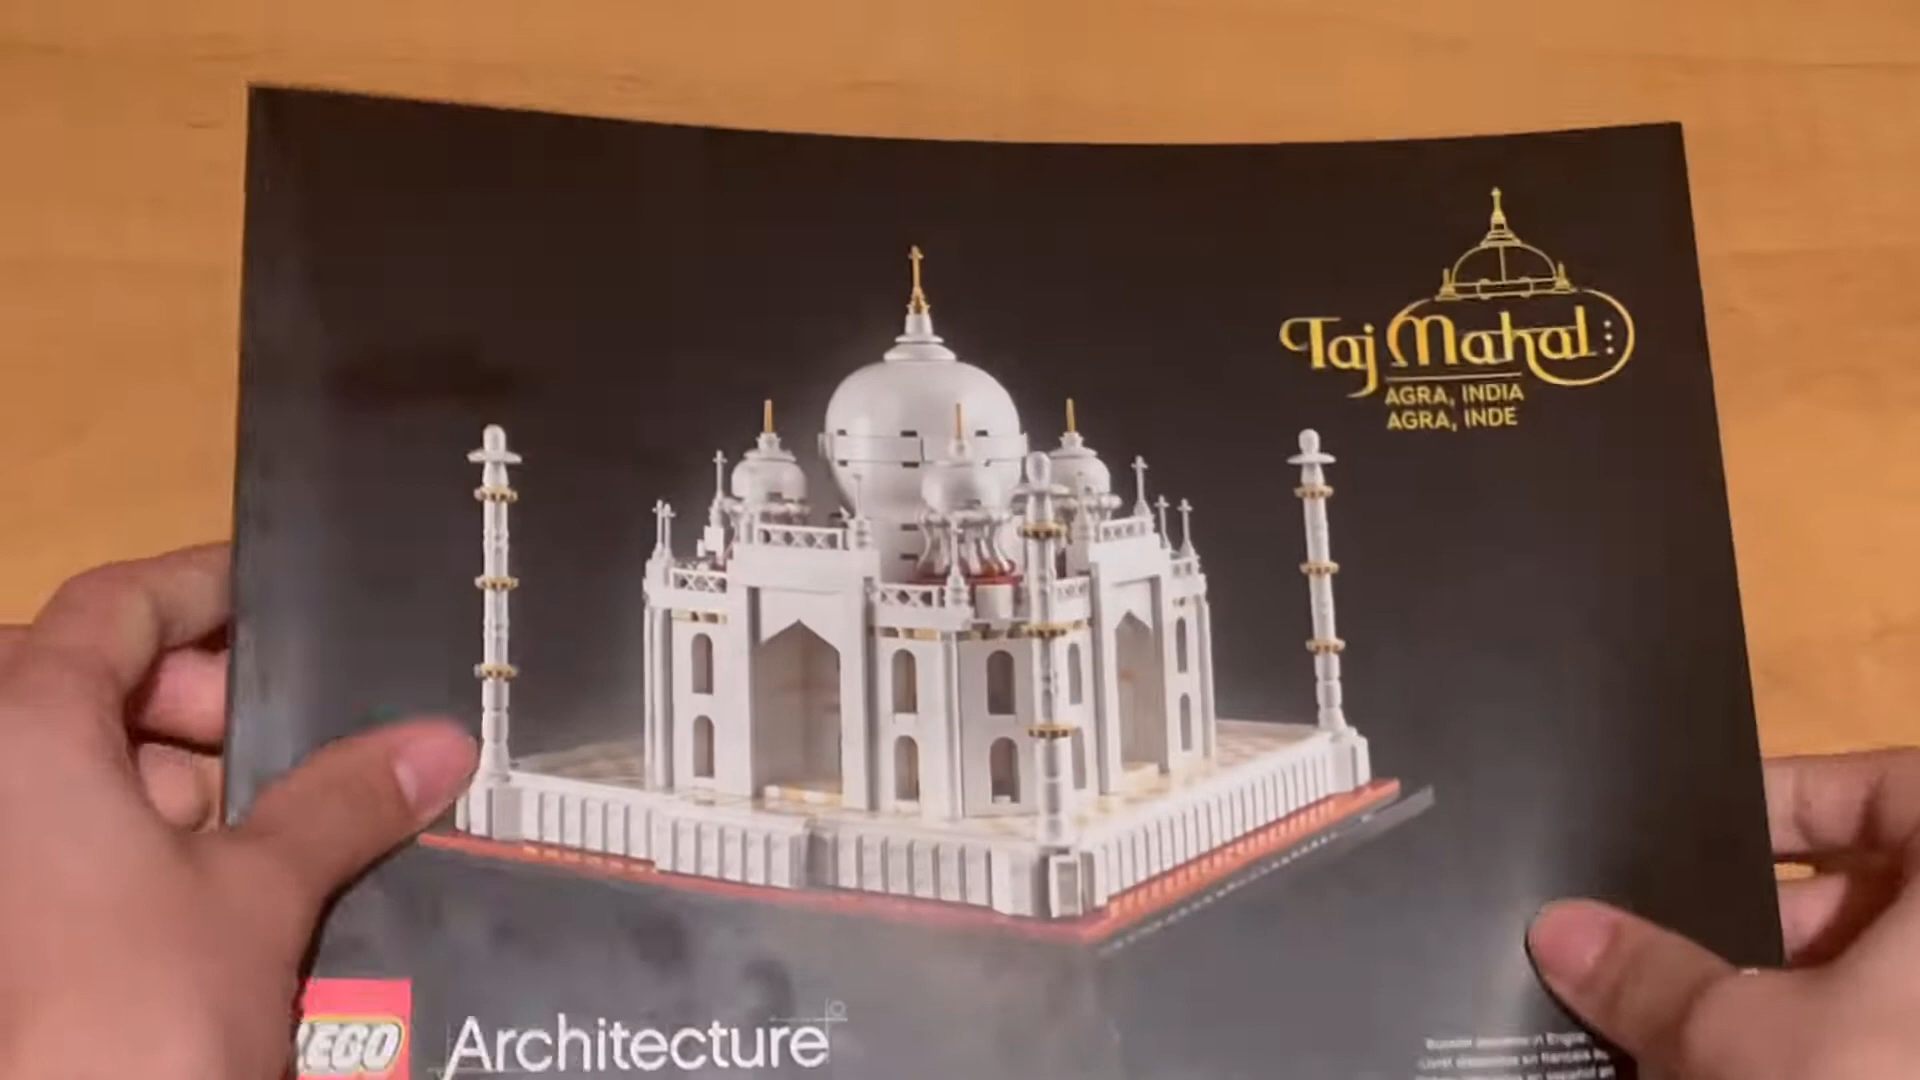 Taj Mahal
AGRA, INDIA
AGRA, INDE
LEGO
Architecture